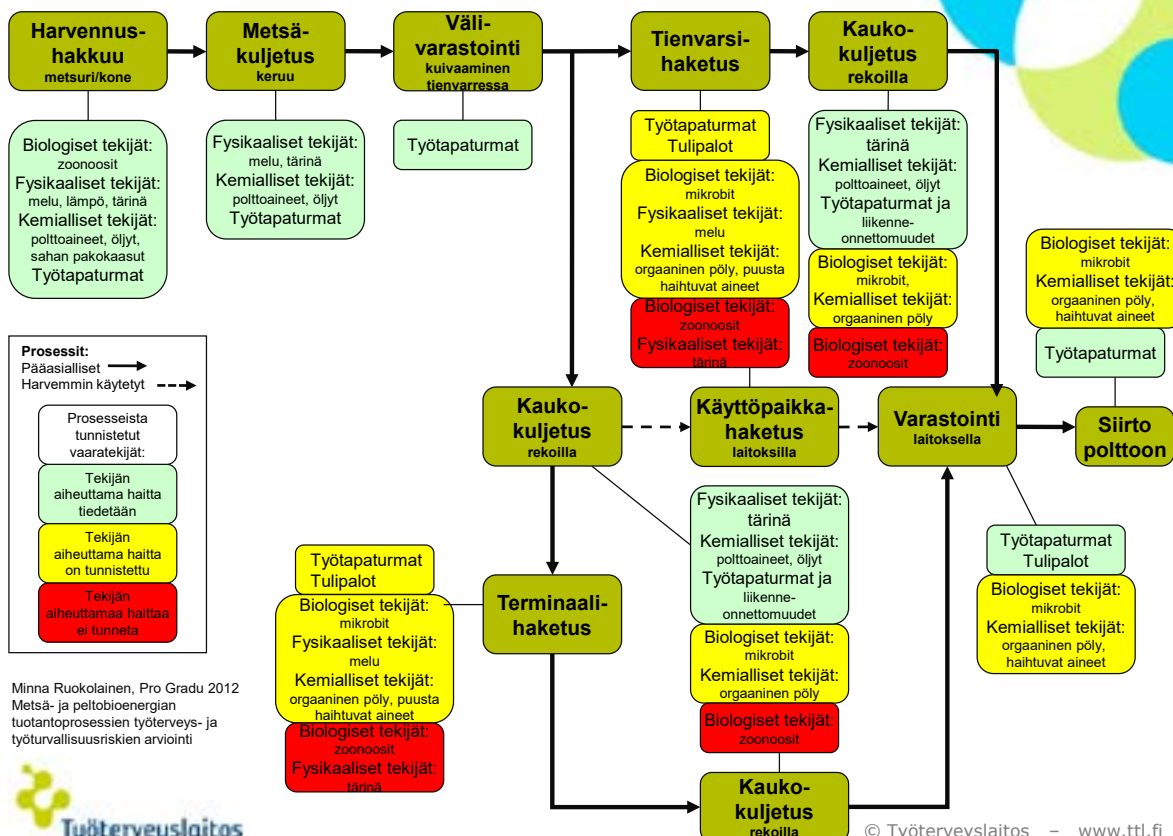 Harvennus-
hakkuu
metsuri/kone
Metsä-
kuljetus
keruu
Väli-
varastointi
kuivaaminen
tienvarressa
Tienvarsi-
haketus
Kauko-
kuljetus
rekoilla
Biologiset tekijät:
zoonoosit
Fysikaaliset tekijät:
melu, lämpö, tärinä
Kemialliset tekijät:
polttoaineet, öljyt,
sahan pakokaasut
Työtapaturmat
Fysikaaliset tekijät:
melu, tärinä
Kemialliset tekijät:
polttoaineet, öljyt
Työtapaturmat
Työtapaturmat
Työtapaturmat
Tulipalot
Biologiset tekijät:
mikrobit
Fysikaaliset tekijät:
melu
Kemialliset tekijät:
orgaaninen pöly, puusta
haihtuvat aineet
Biologiset tekijät:
zoonoosit
Fysikaaliset tekijät:
tärinä
Fysikaaliset tekijät:
tärinä
Kemialliset tekijät:
polttoaineet, öljyt
Työtapaturmat ja
liikenne-
onnettomuudet
Biologiset tekijät:
mikrobit,
Kemialliset tekijät:
orgaaninen pöly
Biologiset tekijät:
zoonoosit
Biologiset tekijät:
mikrobit
Kemialliset tekijät:
orgaaninen pöly,
haihtuvat aineet
Työtapaturmat
Prosessit:
Pääasialliset
Harvemmin käytetyt
Prosesseista
tunnistetut
vaaratekijät:
Tekijän
aiheuttama haitta
tiedetään
Tekijän
aiheuttama haitta
on tunnistettu
Tekijän
aiheuttamaa haittaa
ei tunneta
Kauko-
kuljetus
rekoilla
Käyttöpaikka-
haketus
laitoksilla
Varastointi
laitoksella
Siirto
polttoon
Työtapaturmat
Tulipalot
Biologiset tekijät:
mikrobit
Fysikaaliset tekijät:
melu
Kemialliset tekijät:
orgaaninen pöly, puusta
haihtuvat aineet
Biologiset tekijät:
zoonoosit
Fysikaaliset tekijät:
tärinä
Terminaali-
haketus
Fysikaaliset tekijät:
tärinä
Kemialliset tekijät:
polttoaineet, öljyt
Työtapaturmat ja
liikenne-
onnettomuudet
Biologiset tekijät:
mikrobit
Kemialliset tekijät:
orgaaninen pöly
Biologiset tekijät:
zoonoosit
Työtapaturmat
Tulipalot
Biologiset tekijät:
mikrobit
Kemialliset tekijät:
orgaaninen pöly,
haihtuvat aineet
Kauko-
kuljetus
rekoilla
Minna Ruokolainen, Pro Gradu 2012
Metsä- ja peltobioenergian
tuotantoprosessien työterveys- ja
työturvallisuusriskien arviointi
Työterveyslaitos
© Työterveyslaitos – www.ttl.fi